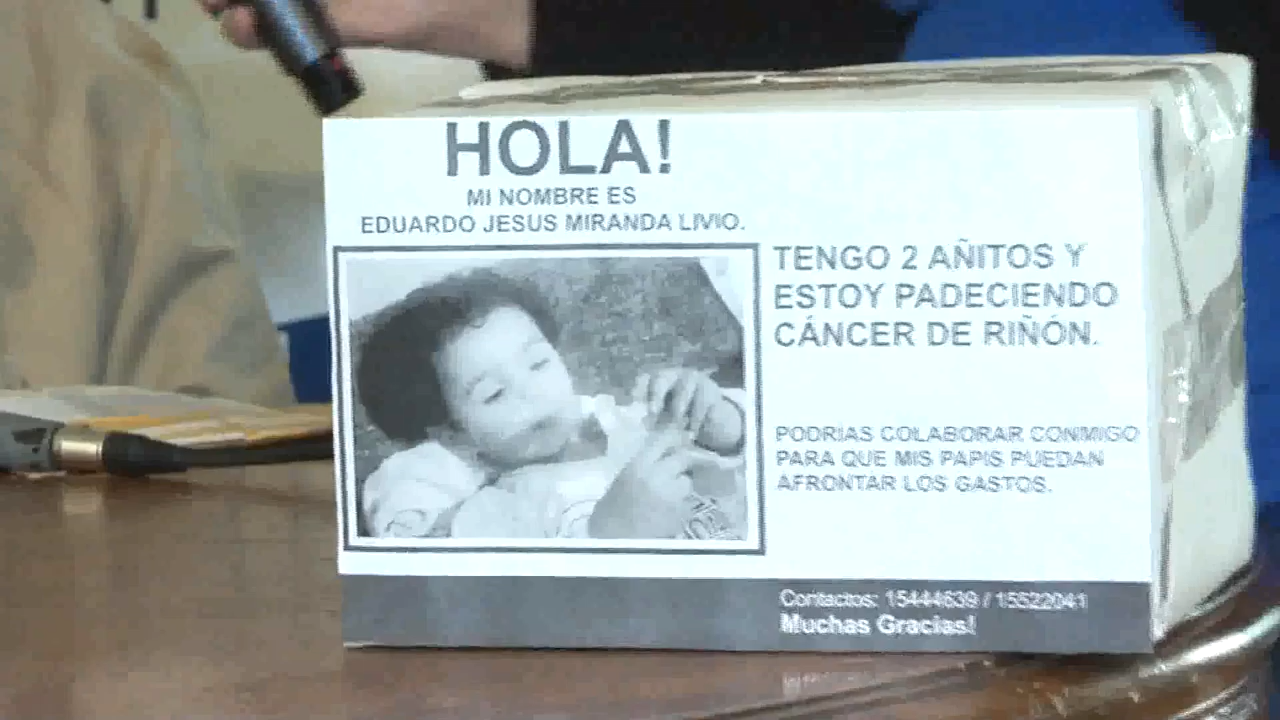 HOLA!
MI NOMBRE ES
EDUARDO JESUS MIRANDA LIVIO.
TENGO 2 AÑITOS Y
ESTOY PADECIENDO
CÁNCER DE RIÑÓN.
PODRIAS COLABORAR CONMIGO
PARA QUE MIS PAPIS PUEDAN
AFRONTAR LOS GASTOS.
Contactos: 15444639 / 15522041
Muchas Gracias!